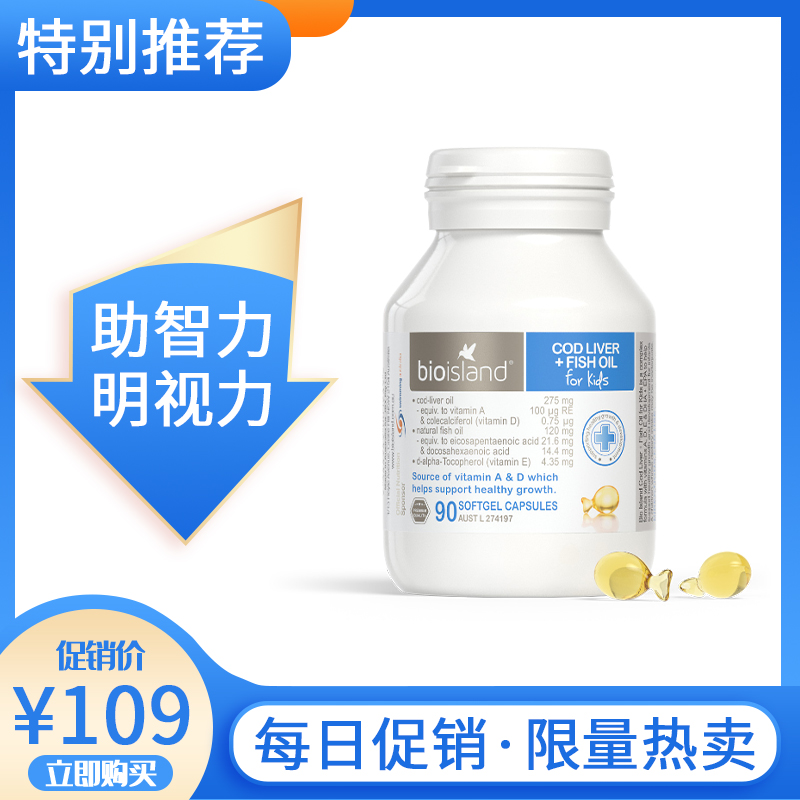 特别推荐
助智力
明视力
bioisland®
COD LIVER
+ FISH OIL
for kids
• cod-liver oil 275 mg
- equiv. to vitamin A 100 µg RE
& colecalciferol (vitamin D) 0.75 µg
• natural fish oil 120 mg
- equiv. to eicosapentaenoic acid 21.6 mg
& docosahexaenoic acid 14.4 mg
• d-alpha-Tocopherol (vitamin E) 4.35 mg
Source of vitamin A & D which
helps support healthy growth.
90 SOFTGEL CAPSULES
AUST L 274197
促销价
¥109
立即购买
每日促销·限量热卖